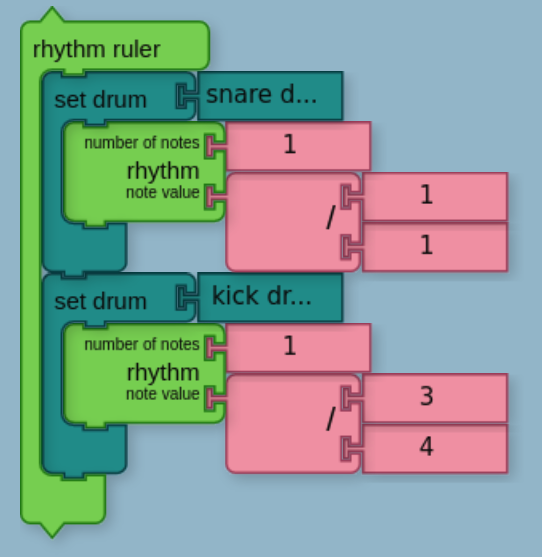 rhythm ruler
set drum snare d...
number of notes 1
rhythm
note value
/ 1
1
set drum kick dr...
number of notes 1
rhythm
note value
/ 3
4